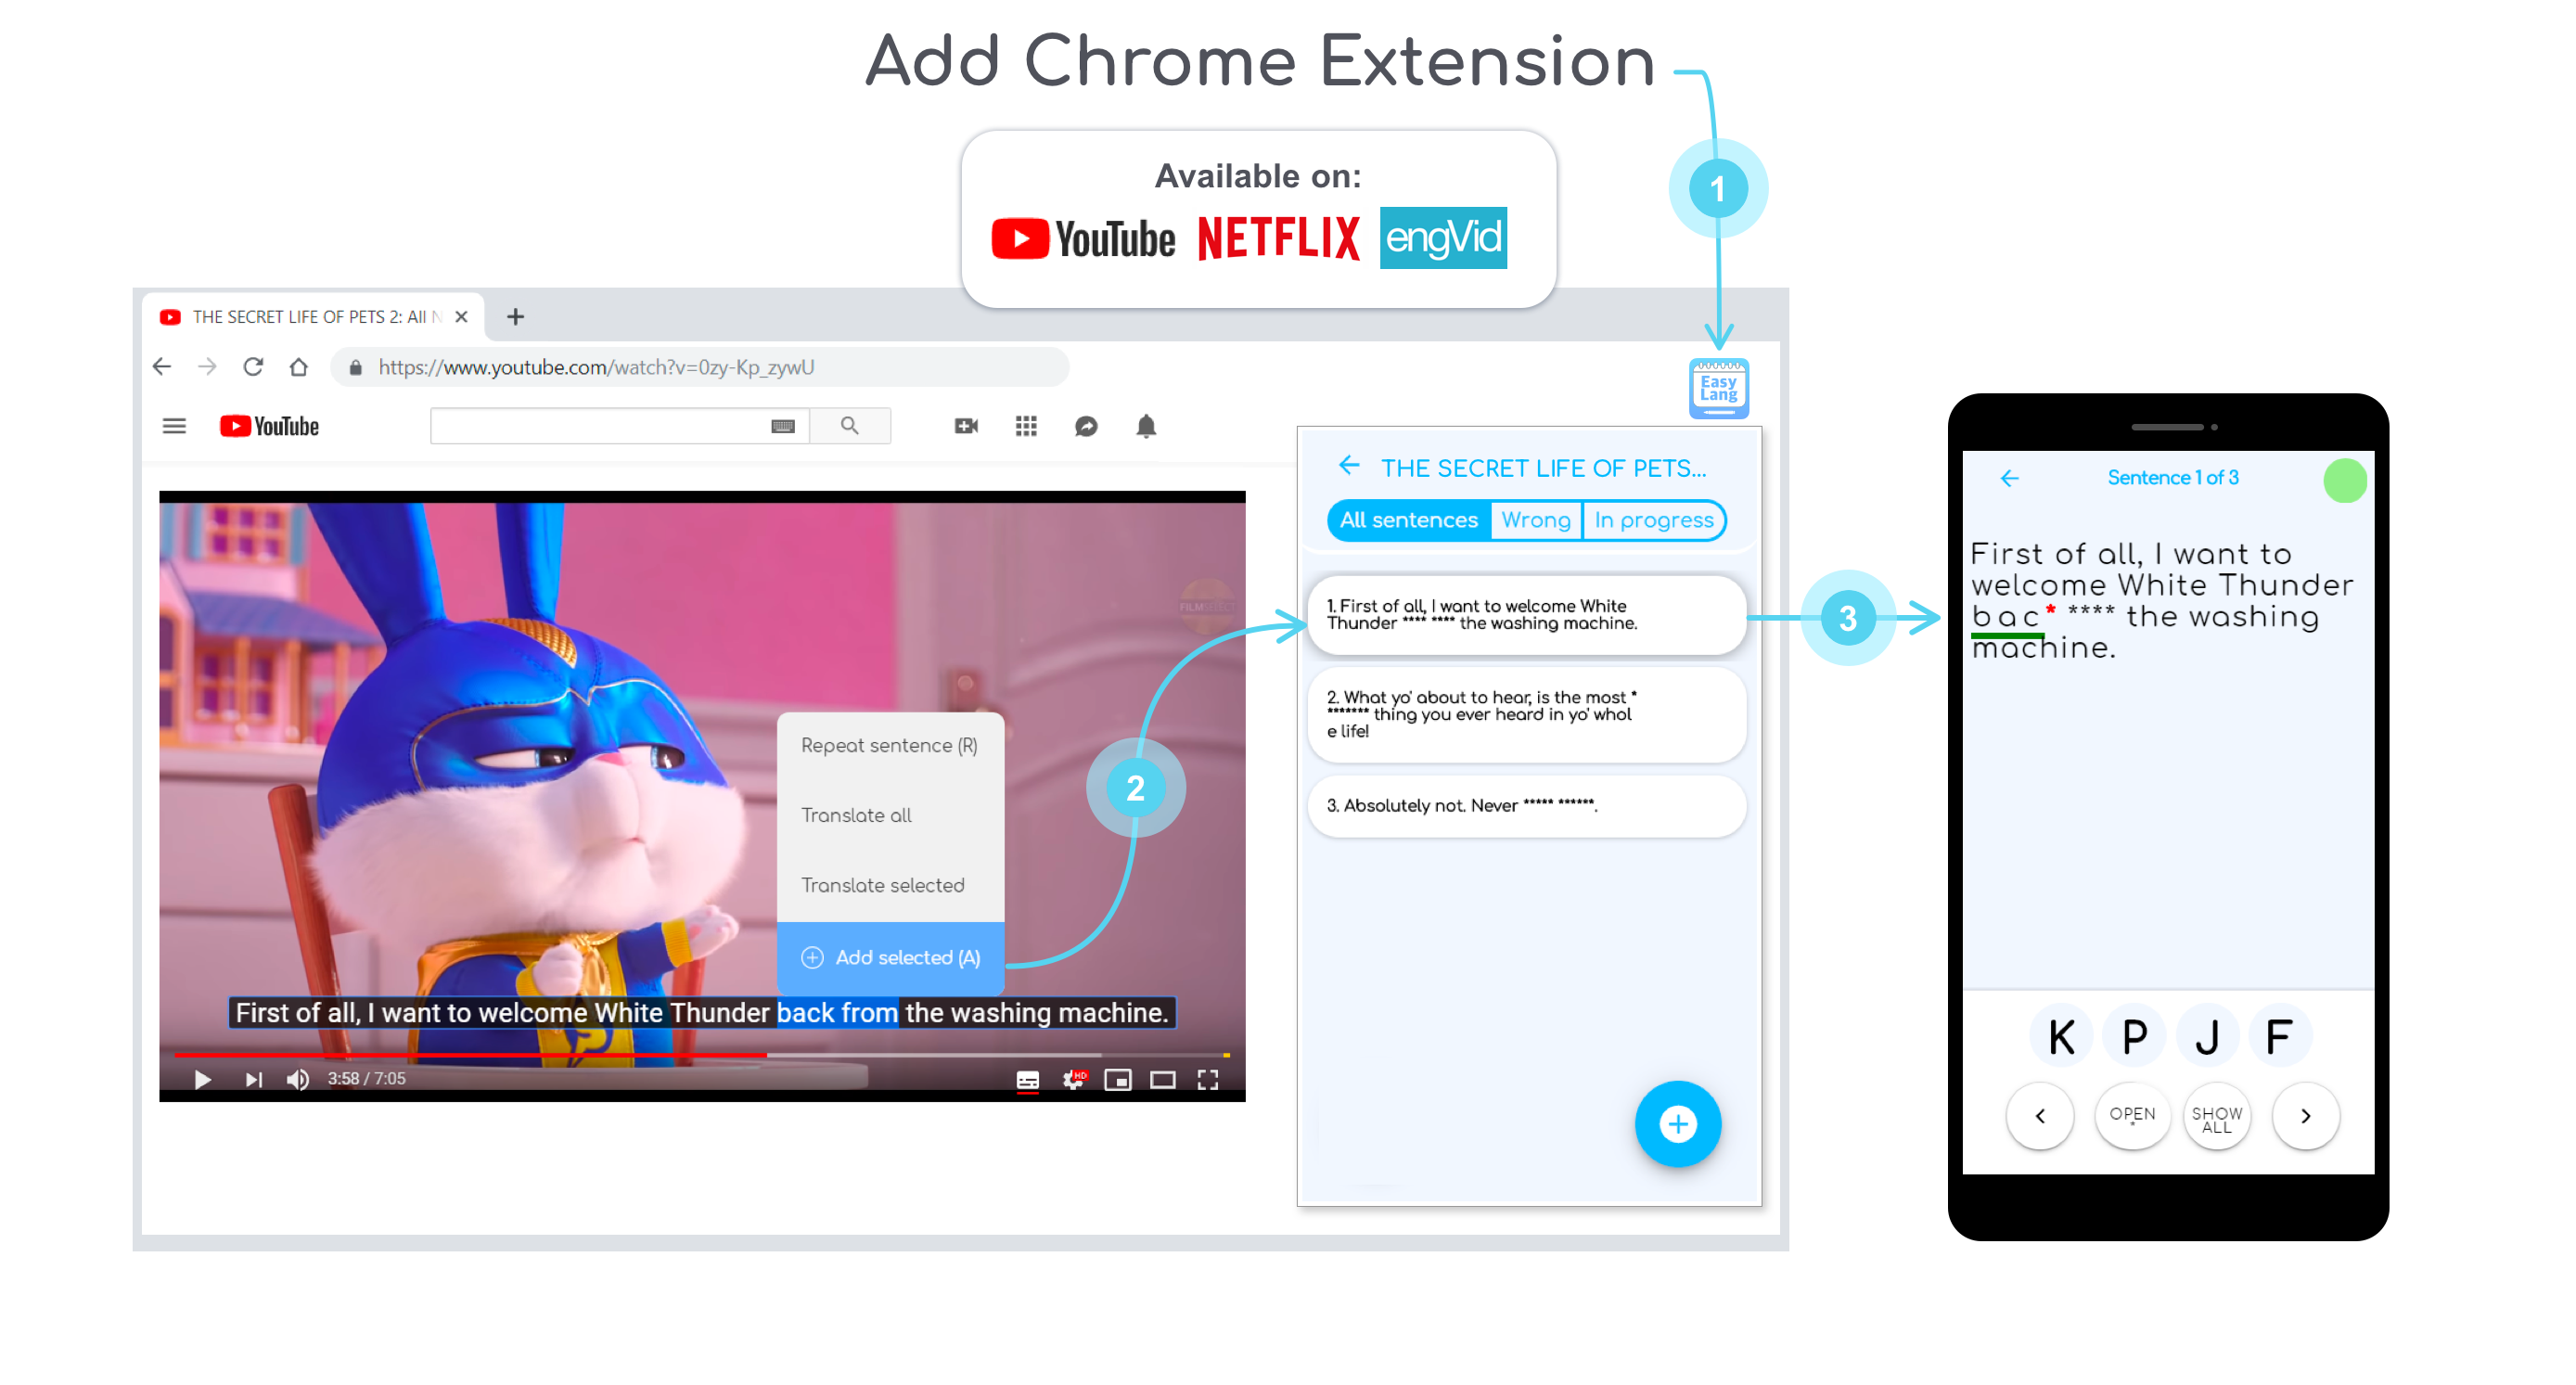 Add Chrome Extension
Available on:
YouTube NETFLIX engVid
1
THE SECRET LIFE OF PETS 2: All N
https://www.youtube.com/watch?v=0zy-Kp_zywU
Easy
Lang
YouTube
THE SECRET LIFE OF PETS...
All sentences Wrong In progress
1. First of all, I want to welcome White
Thunder **** **** the washing machine.
2. What yo' about to hear, is the most *
******* thing you ever heard in yo' whol
e life!
3. Absolutely not. Never ***** ******.
FILMSELECT
Repeat sentence (R)
Translate all
Translate selected
Add selected (A)
2
First of all, I want to welcome White Thunder back from the washing machine.
3:58 / 7:05
HD
3
Sentence 1 of 3
First of all, I want to
welcome White Thunder
bac* **** the washing
machine.
K P J F
OPEN
*
SHOW
ALL